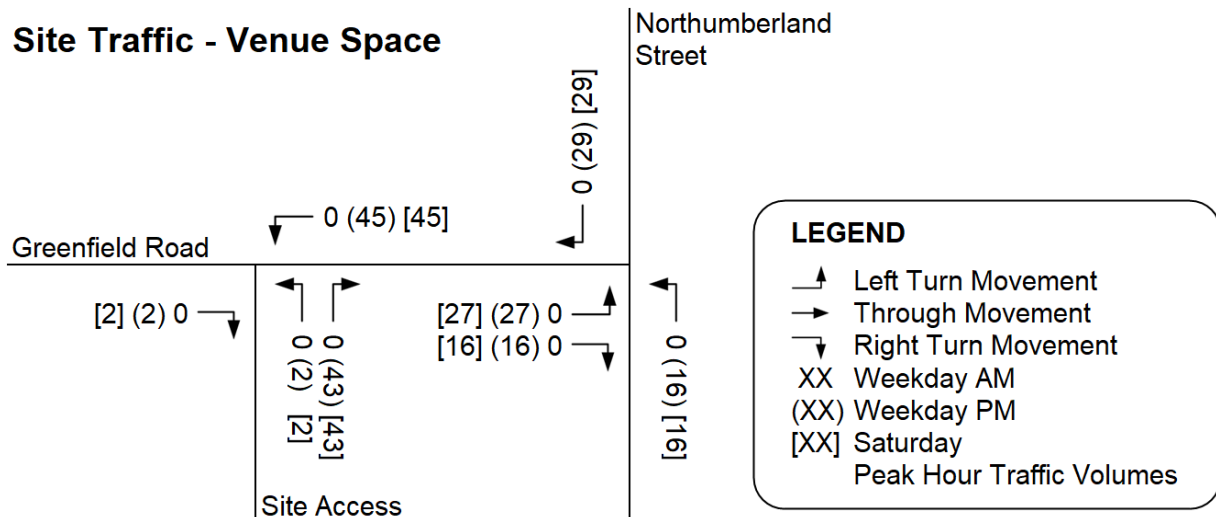 Site Traffic - Venue Space
Northumberland
Street
0 (29) [29]
0 (45) [45]
Greenfield Road
[2] (2) 0
0 (2) [2]
0 (43) [43]
[27] (27) 0
[16] (16) 0
0 (16) [16]
Site Access
LEGEND
Left Turn Movement
Through Movement
Right Turn Movement
XX Weekday AM
(XX) Weekday PM
[XX] Saturday
Peak Hour Traffic Volumes